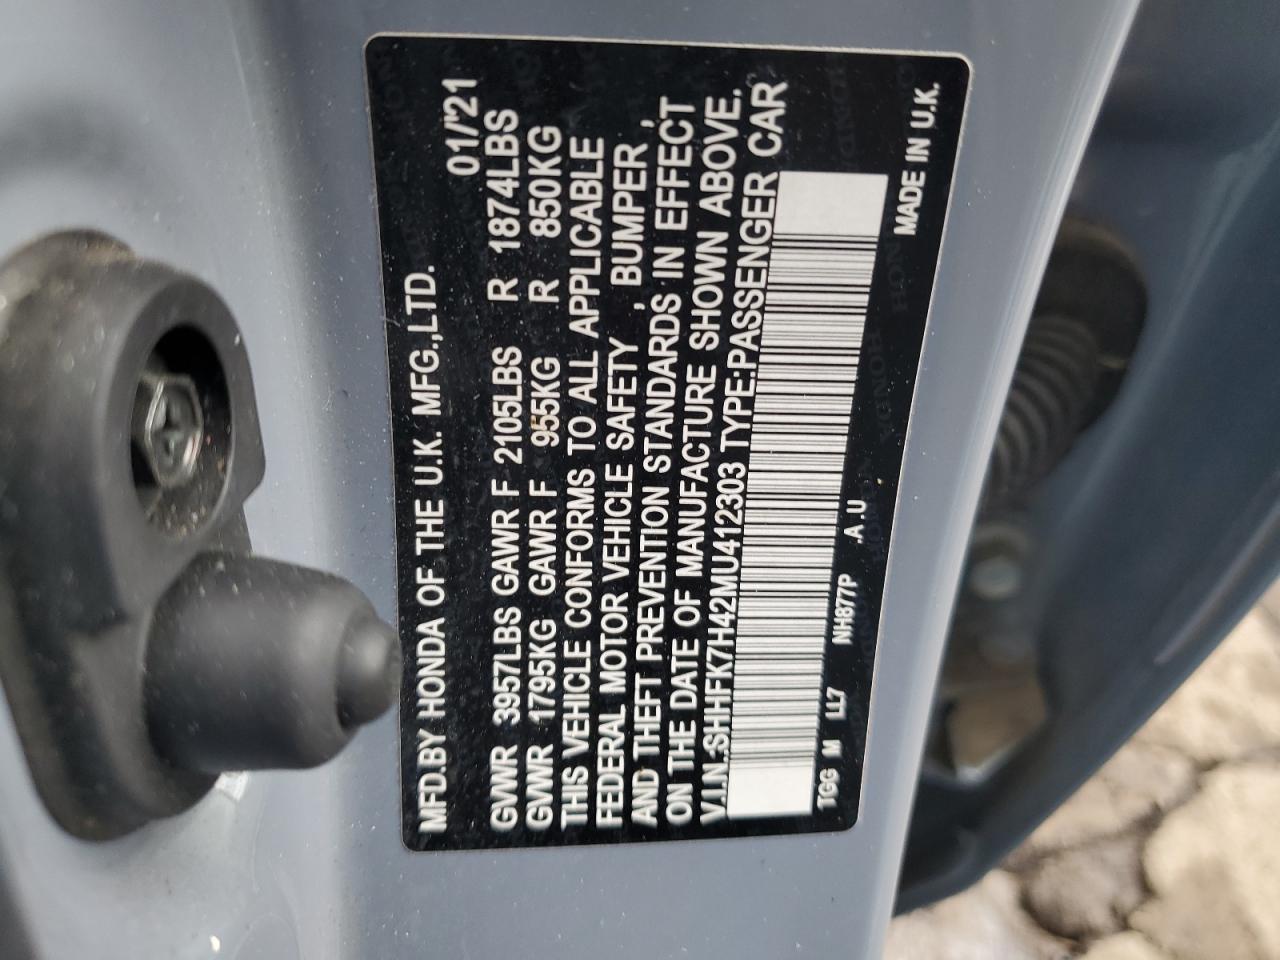 MFD.BY HONDA OF THE U.K. MFG.,LTD. 01/'21
GVWR 3957LBS GAWR F 2105LBS R 1874LBS
GVWR 1795KG GAWR F 955KG R 850KG
THIS VEHICLE CONFORMS TO ALL APPLICABLE
FEDERAL MOTOR VEHICLE SAFETY , BUMPER ,
AND THEFT PREVENTION STANDARDS IN EFFECT
ON THE DATE OF MANUFACTURE SHOWN ABOVE.
V.I.N.:SHHFK7H42MU412303 TYPE:PASSENGER CAR
TGG M LL7 NH877P .A.U MADE IN U.K.